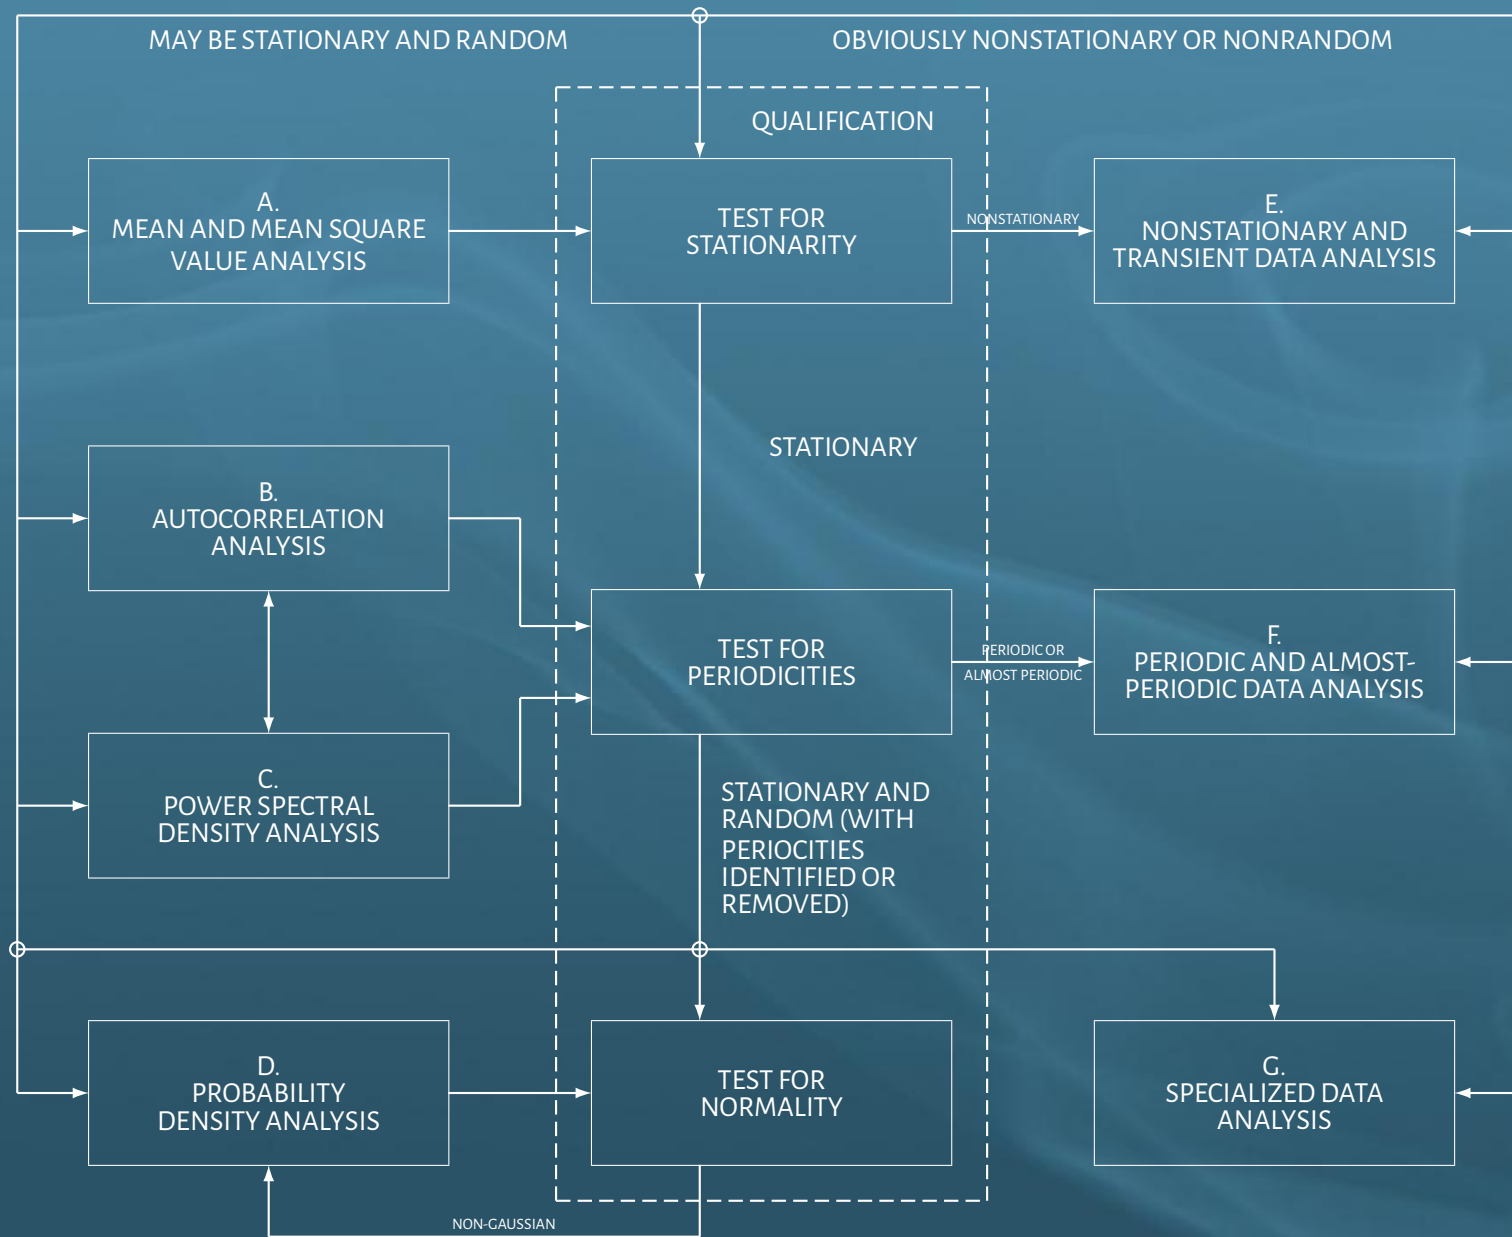 MAY BE STATIONARY AND RANDOM
OBVIOUSLY NONSTATIONARY OR NONRANDOM
QUALIFICATION
A.
MEAN AND MEAN SQUARE
VALUE ANALYSIS
TEST FOR
STATIONARITY
NONSTATIONARY
E.
NONSTATIONARY AND
TRANSIENT DATA ANALYSIS
STATIONARY
B.
AUTOCORRELATION
ANALYSIS
TEST FOR
PERIODICITIES
PERIODIC OR
ALMOST PERIODIC
F.
PERIODIC AND ALMOST-
PERIODIC DATA ANALYSIS
C.
POWER SPECTRAL
DENSITY ANALYSIS
STATIONARY AND
RANDOM (WITH
PERIOCITIES
IDENTIFIED OR
REMOVED)
D.
PROBABILITY
DENSITY ANALYSIS
TEST FOR
NORMALITY
G.
SPECIALIZED DATA
ANALYSIS
NON-GAUSSIAN